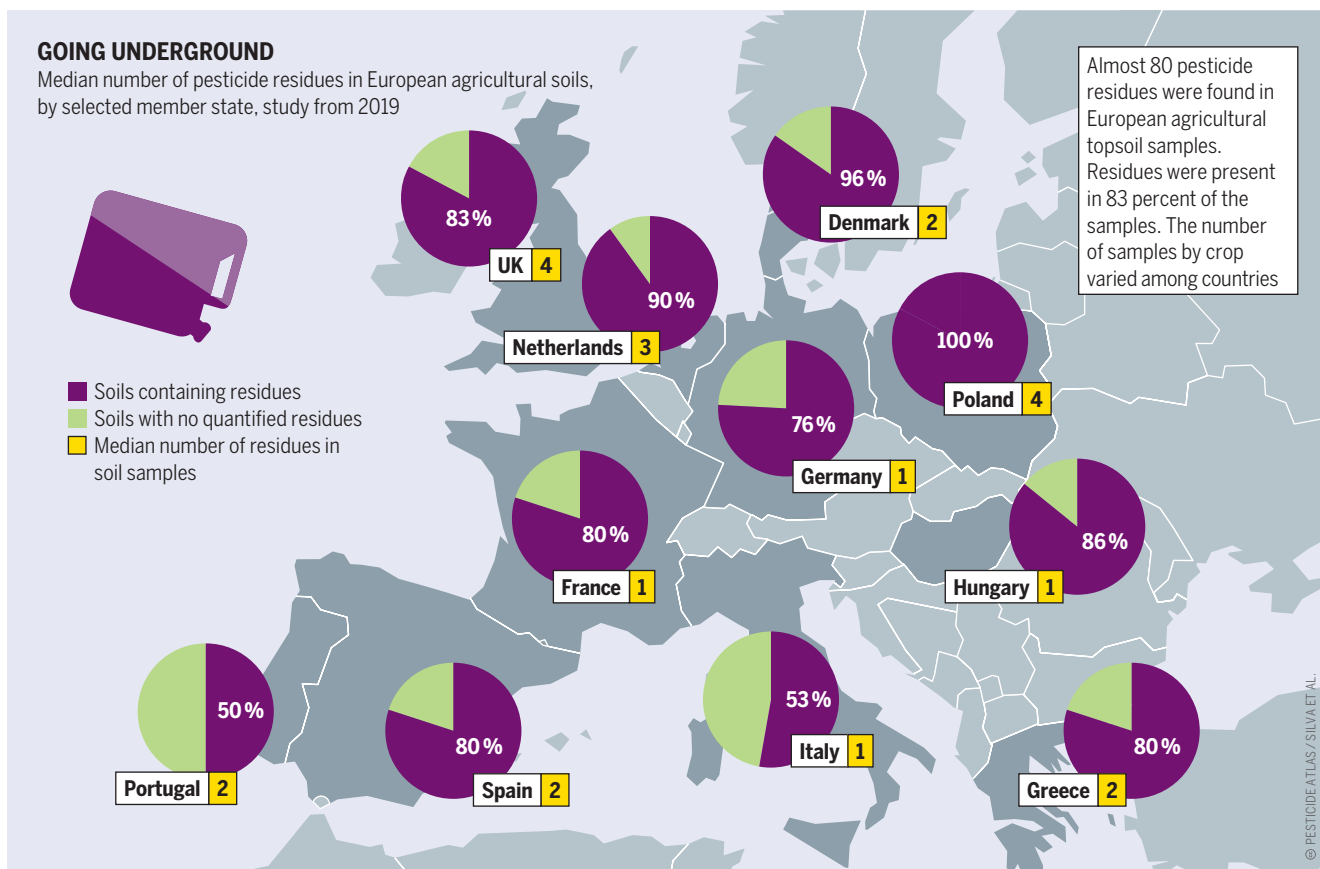 GOING UNDERGROUND
Median number of pesticide residues in European agricultural soils,
by selected member state, study from 2019
Almost 80 pesticide
residues were found in
European agricultural
topsoil samples.
Residues were present
in 83 percent of the
samples. The number
of samples by crop
varied among countries
83 %
UK 4
96 %
Denmark 2
90 %
Netherlands 3
100 %
Poland 4
Soils containing residues
Soils with no quantified residues
Median number of residues in
soil samples
76 %
Germany 1
80 %
France 1
86 %
Hungary 1
50 %
Portugal 2
80 %
Spain 2
53 %
Italy 1
80 %
Greece 2
© PESTICIDE ATLAS / SILVA ET AL.